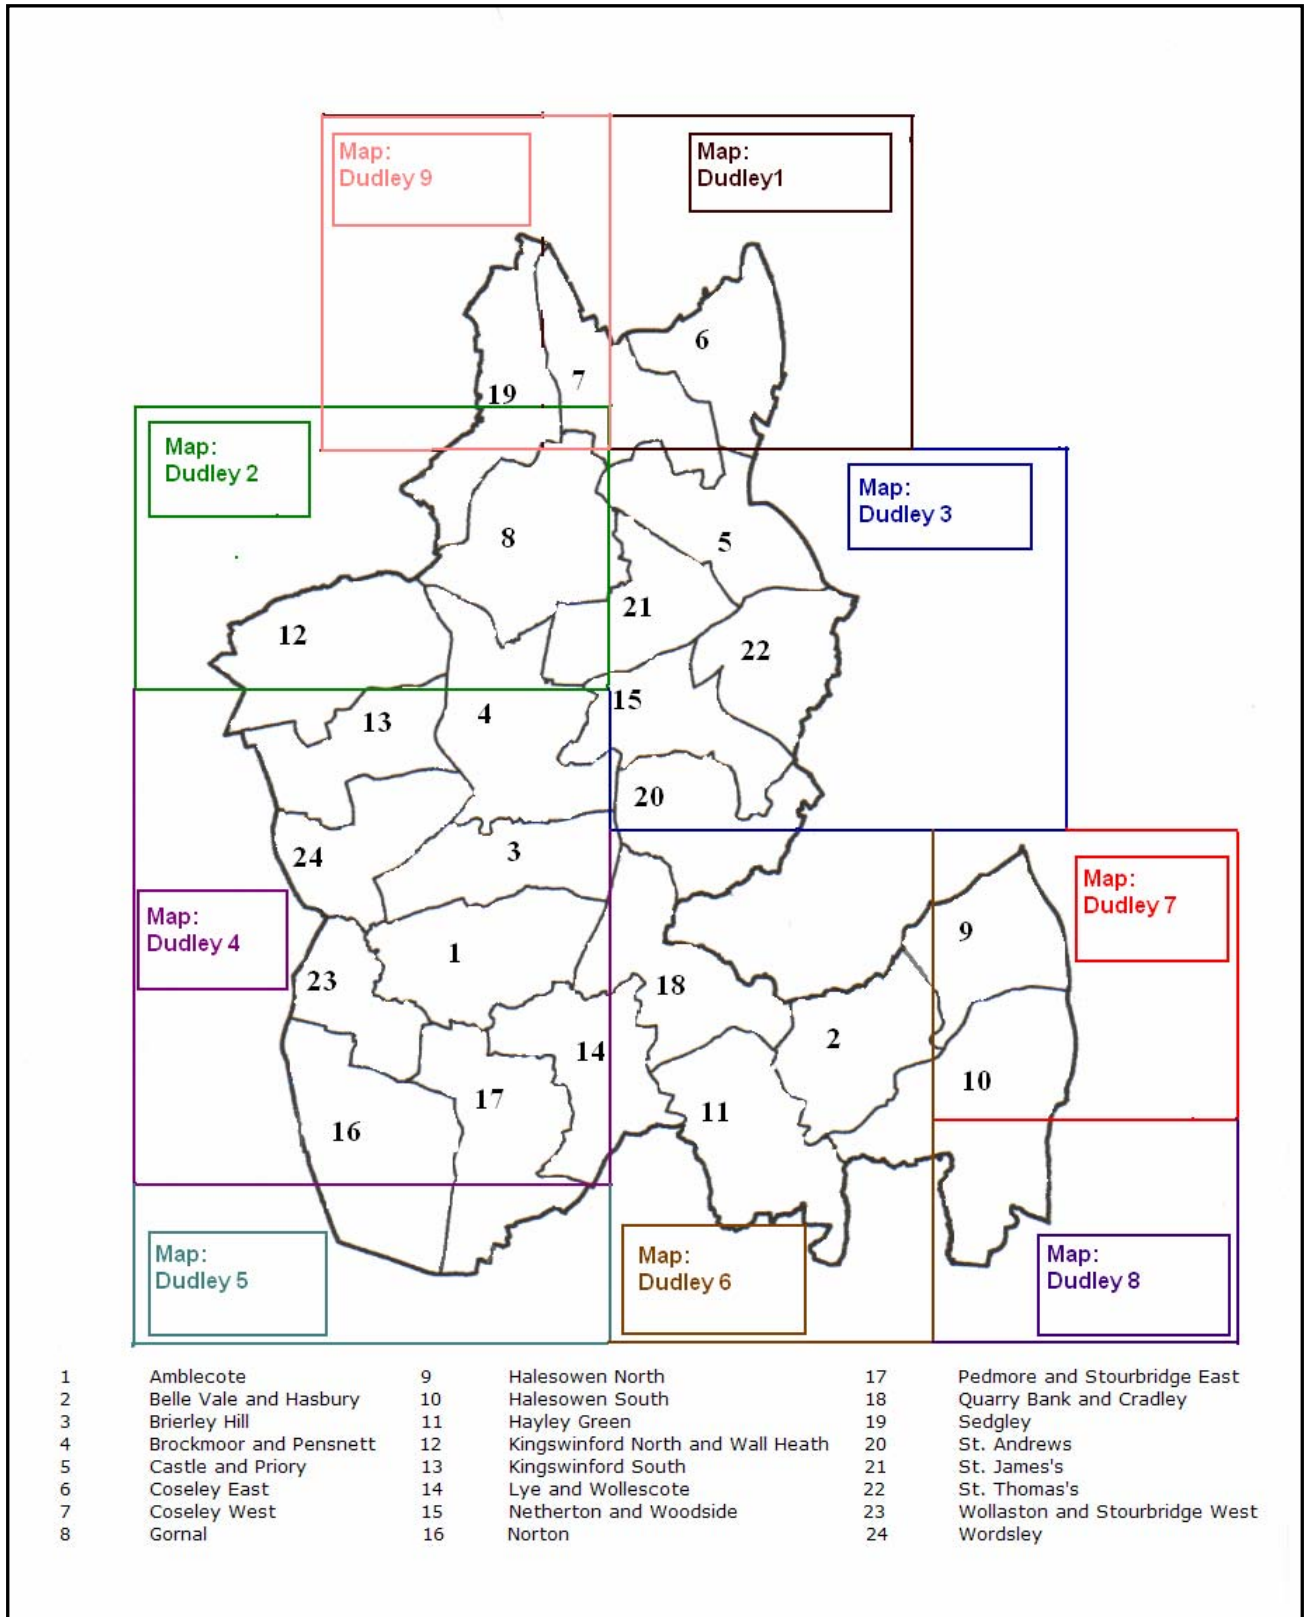 Map:
Dudley 9
Map:
Dudley1
6
7
19
Map:
Dudley 2
Map:
Dudley 3
8
5
21
12
22
15
13
4
20
24
3
Map:
Dudley 7
9
Map:
Dudley 4
1
23
18
2
14
10
17
11
16
Map:
Dudley 5
Map:
Dudley 6
Map:
Dudley 8
1 Amblecote 9 Halesowen North 17 Pedmore and Stourbridge East
2 Belle Vale and Hasbury 10 Halesowen South 18 Quarry Bank and Cradley
3 Brierley Hill 11 Hayley Green 19 Sedgley
4 Brockmoor and Pensnett 12 Kingswinford North and Wall Heath 20 St. Andrews
5 Castle and Priory 13 Kingswinford South 21 St. James's
6 Coseley East 14 Lye and Wollescote 22 St. Thomas's
7 Coseley West 15 Netherton and Woodside 23 Wollaston and Stourbridge West
8 Gornal 16 Norton 24 Wordsley